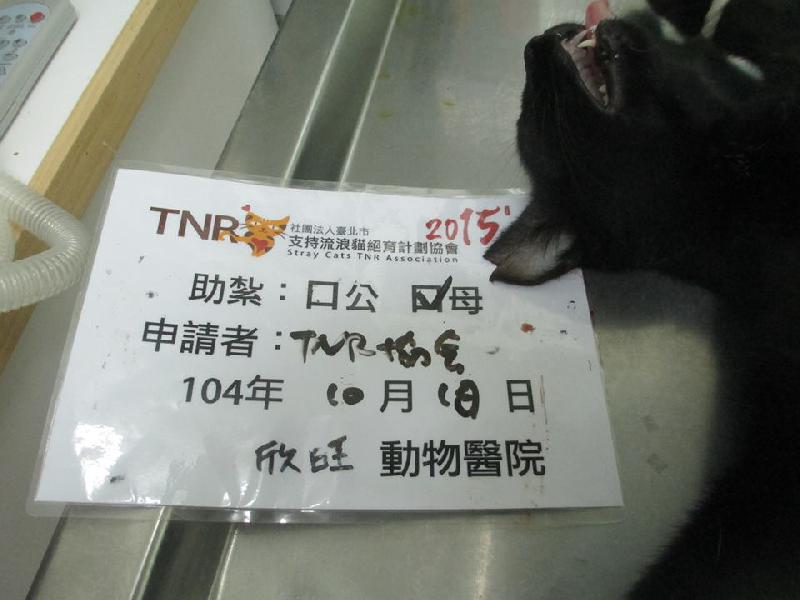 TNR 社團法人臺北市 2015
支持流浪貓絕育計劃協會
Stray Cats TNR Association
助紮：口公 口母
申請者：TNR協會
104年 10月 18日
欣旺 動物醫院